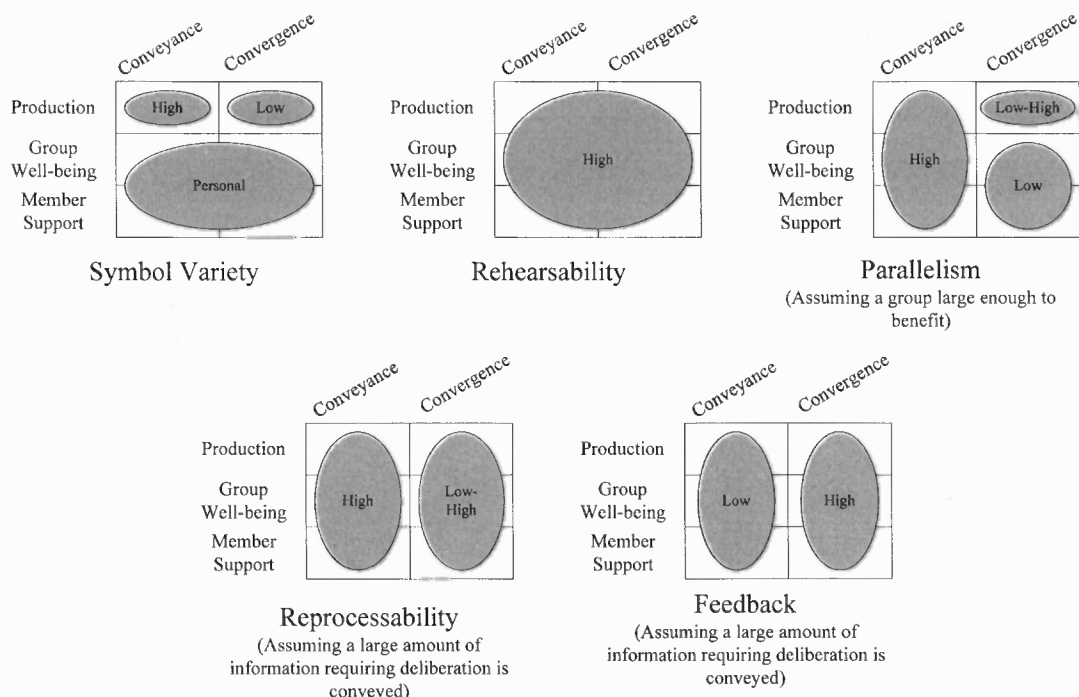 Conveyance
Convergence
Production
High
Low
Group
Well-being
Personal
Member
Support
Symbol Variety
Conveyance
Convergence
Production
Group
Well-being
High
Member
Support
Rehearsability
Conveyance
Convergence
Production
Low-High
Group
Well-being
High
Low
Member
Support
Parallelism
(Assuming a group large enough to
benefit)
Conveyance
Convergence
Production
Group
Well-being
High
Low-
High
Member
Support
Reprocessability
(Assuming a large amount of
information requiring deliberation is
conveyed)
Conveyance
Convergence
Production
Group
Well-being
Low
High
Member
Support
Feedback
(Assuming a large amount of
information requiring deliberation is
conveyed)